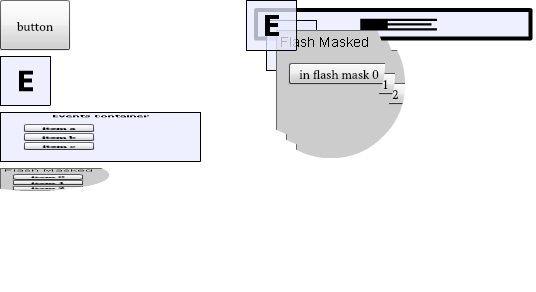 button
E
Events Container
item a
item b
item c
Flash Masked
item 0
item 1
item 2
E
Flash Masked
in flash mask 0
1
2